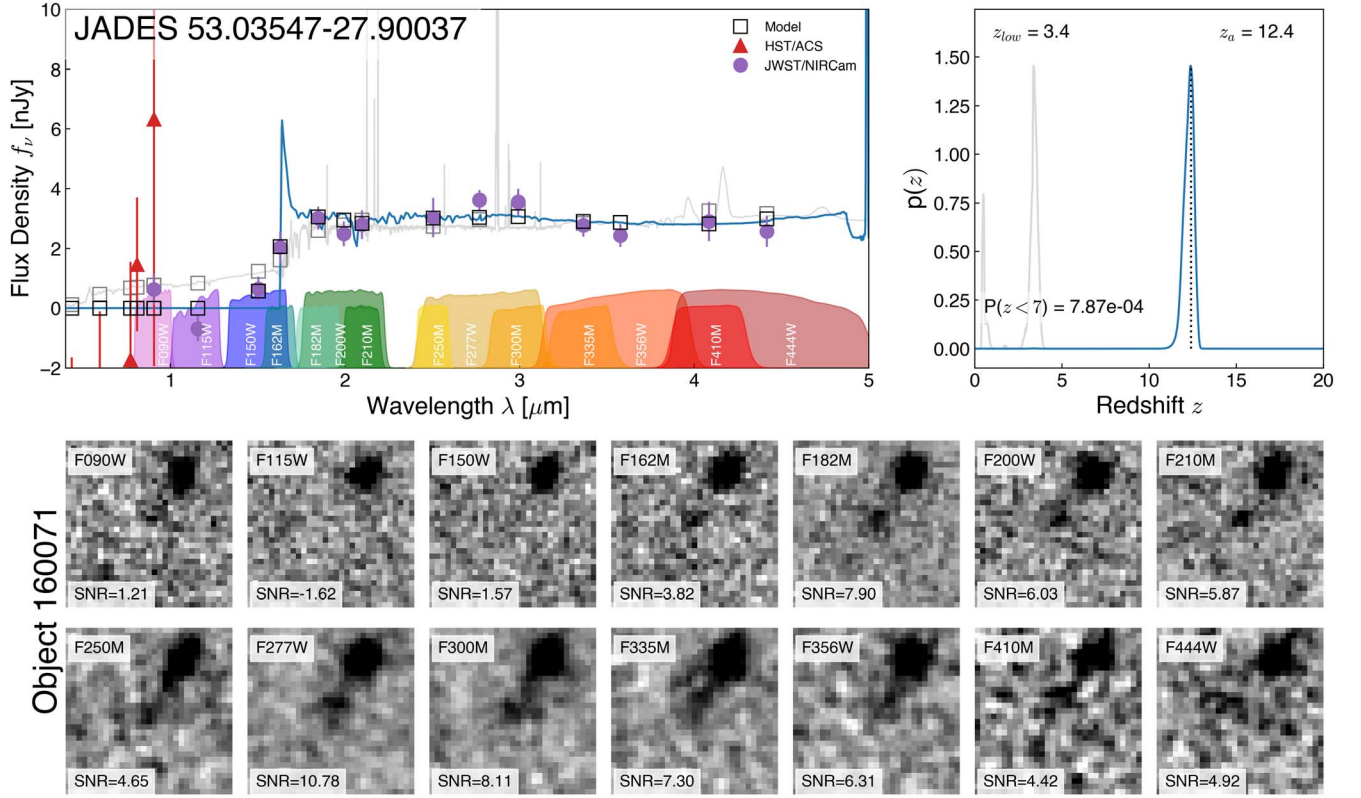 JADES 53.03547-27.90037
Model
HST/ACS
JWST/NIRCam
Flux Density fν [nJy]
10
8
6
4
2
0
−2
F090W
F115W
F150W
F162M
F182M
F200W
F210M
F250M
F277W
F300M
F335M
F356W
F410M
F444W
1
2
3
4
5
Wavelength λ [μm]
z_low = 3.4
z_a = 12.4
p(z)
1.50
1.25
1.00
0.75
0.50
0.25
0.00
P(z < 7) = 7.87e-04
0
5
10
15
20
Redshift z
Object 160071
F090W
F115W
F150W
F162M
F182M
F200W
F210M
SNR=1.21
SNR=-1.62
SNR=1.57
SNR=3.82
SNR=7.90
SNR=6.03
SNR=5.87
F250M
F277W
F300M
F335M
F356W
F410M
F444W
SNR=4.65
SNR=10.78
SNR=8.11
SNR=7.30
SNR=6.31
SNR=4.42
SNR=4.92